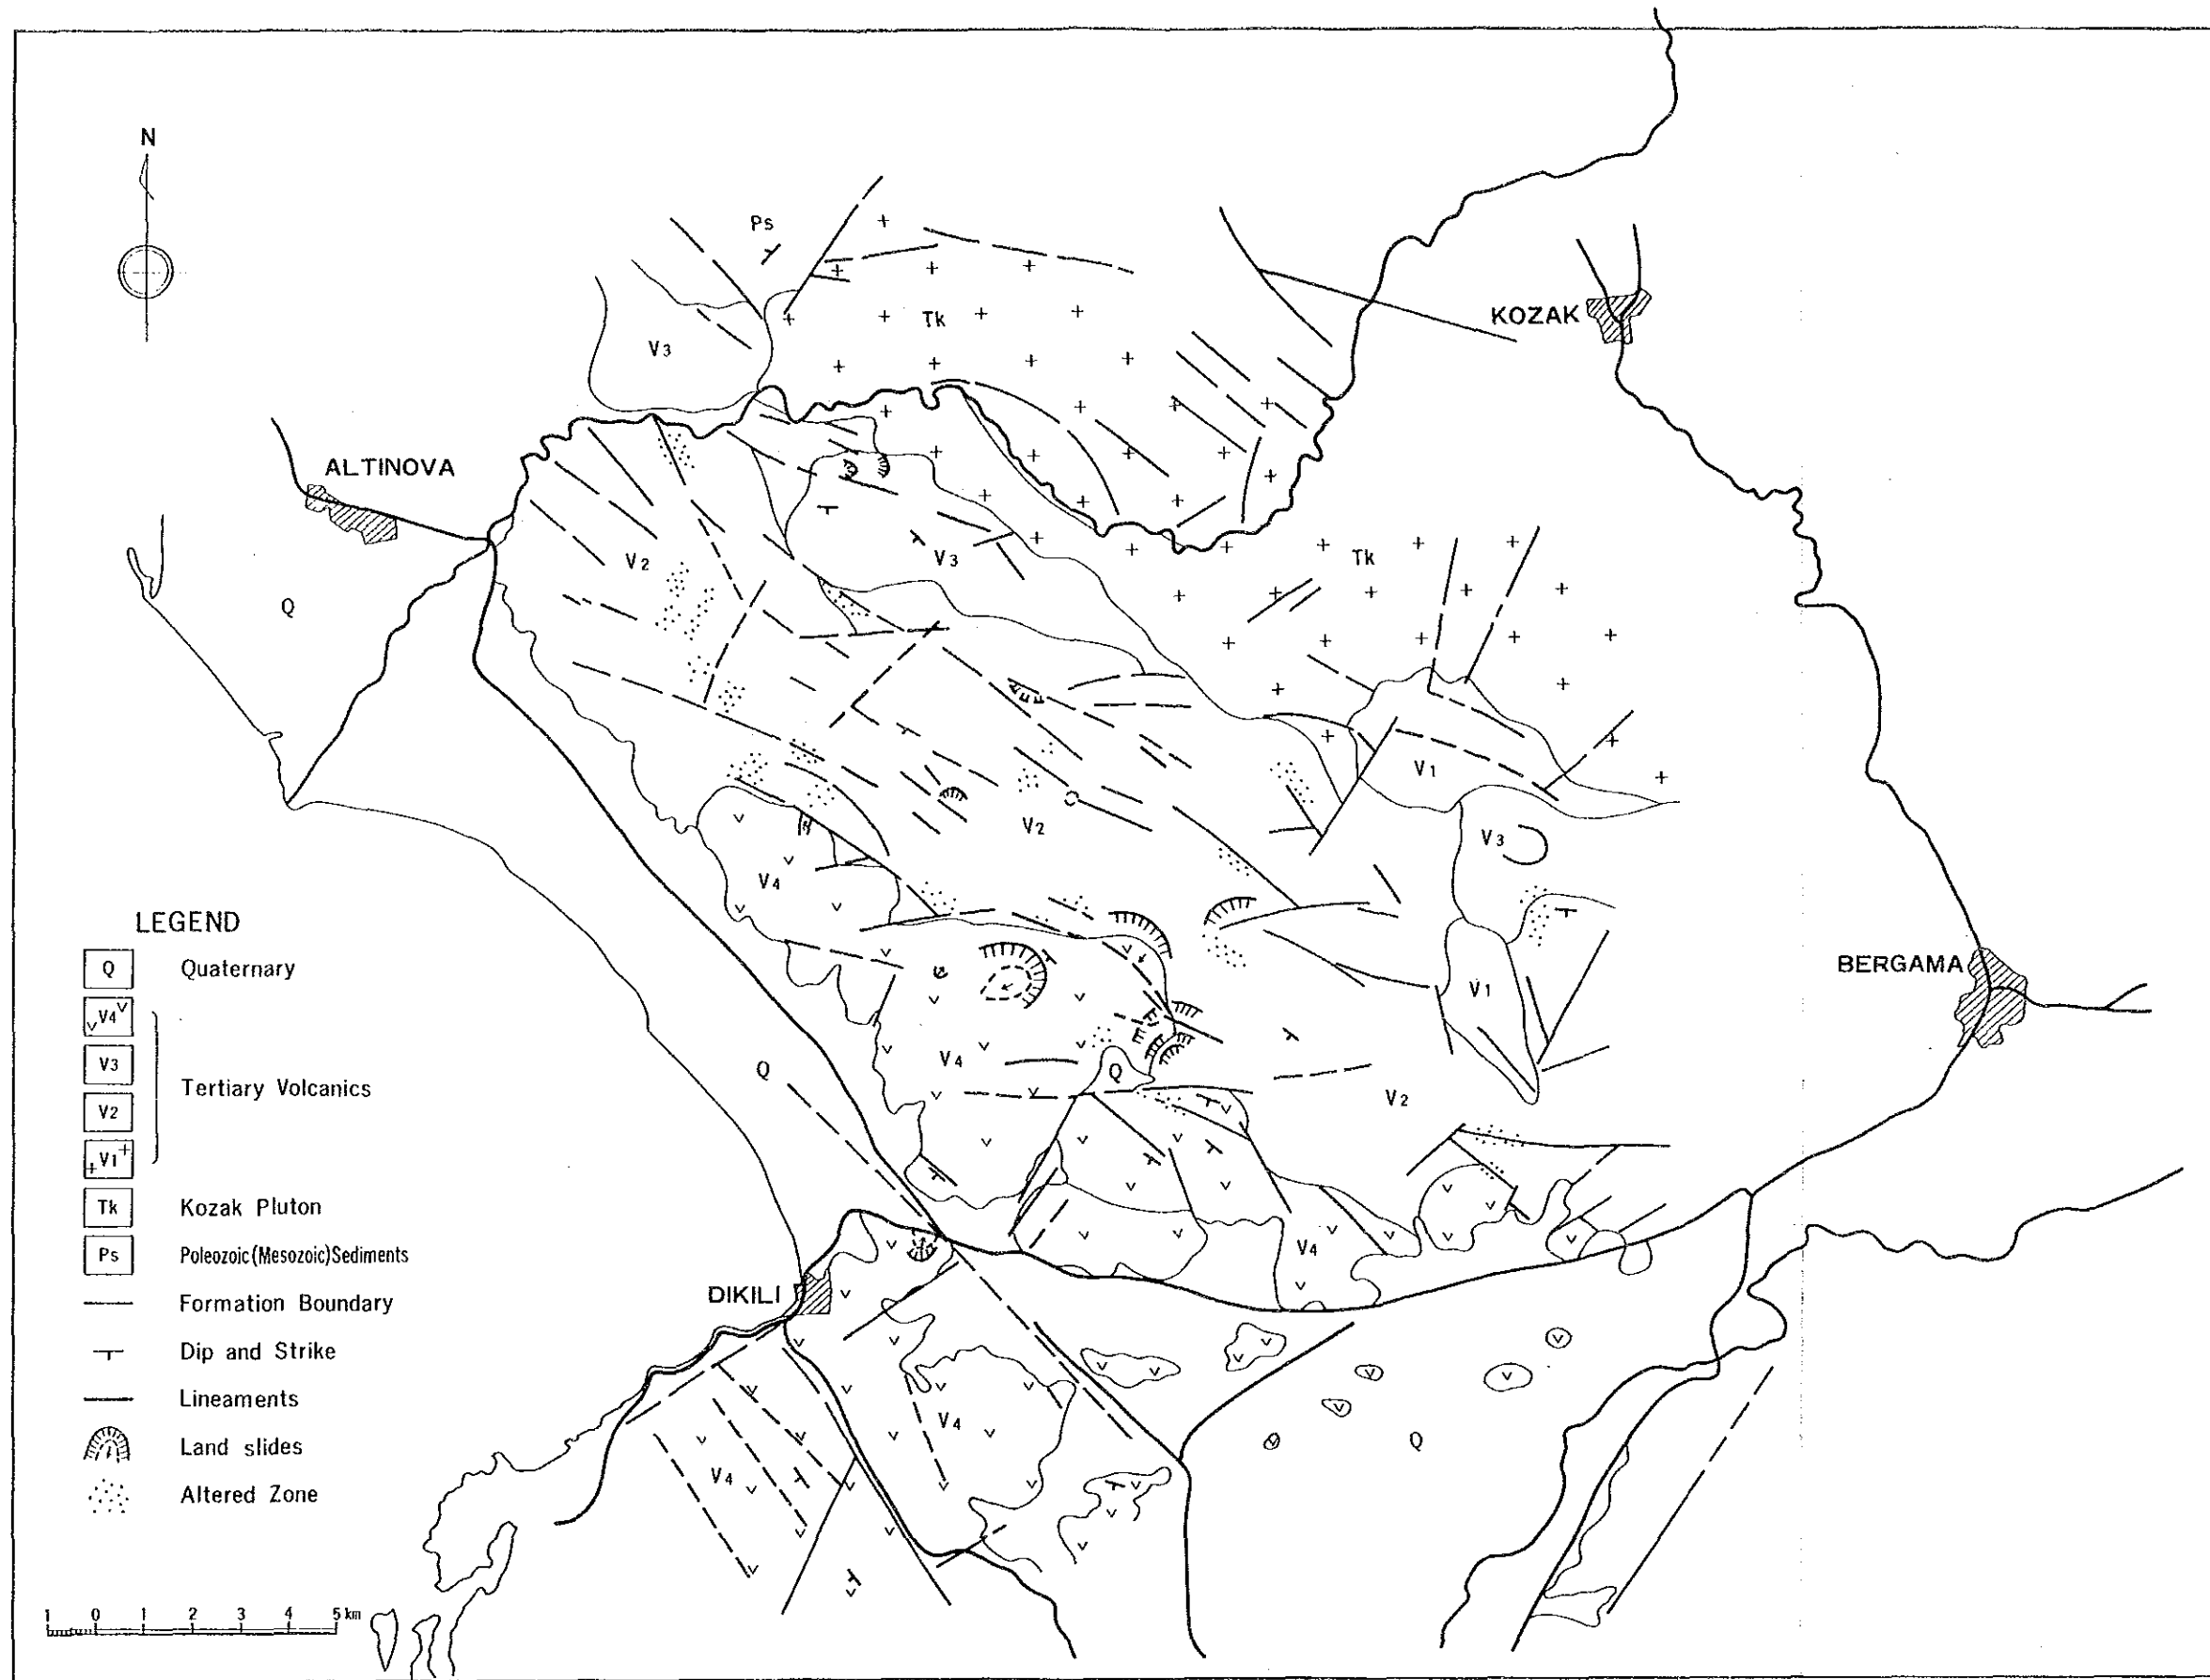 N
Ps
Tk
KOZAK
V3
ALTINOVA
V2
V3
Tk
Q
V1
V2
V3
V4
LEGEND
Q Quaternary
V4
V3
Tertiary Volcanics
V2
V1
Tk Kozak Pluton
Ps Poleozoic (Mesozoic) Sediments
Formation Boundary
Dip and Strike
Lineaments
Land slides
Altered Zone
1 0 1 2 3 4 5 km
BERGAMA
V1
V4
Q
Q
V2
V4
DIKILI
V4
V4
Q